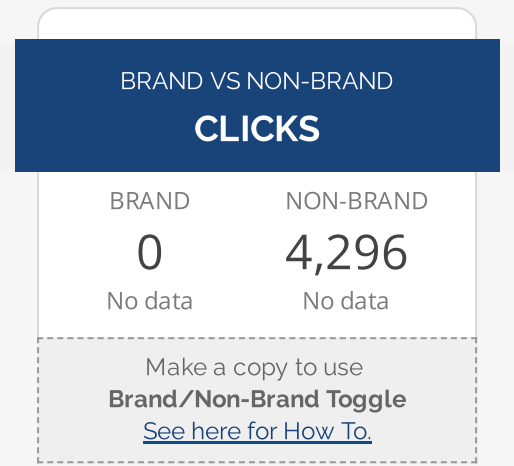 BRAND VS NON-BRAND
CLICKS
BRAND NON-BRAND
0 4,296
No data No data
Make a copy to use
Brand/Non-Brand Toggle
See here for How To.